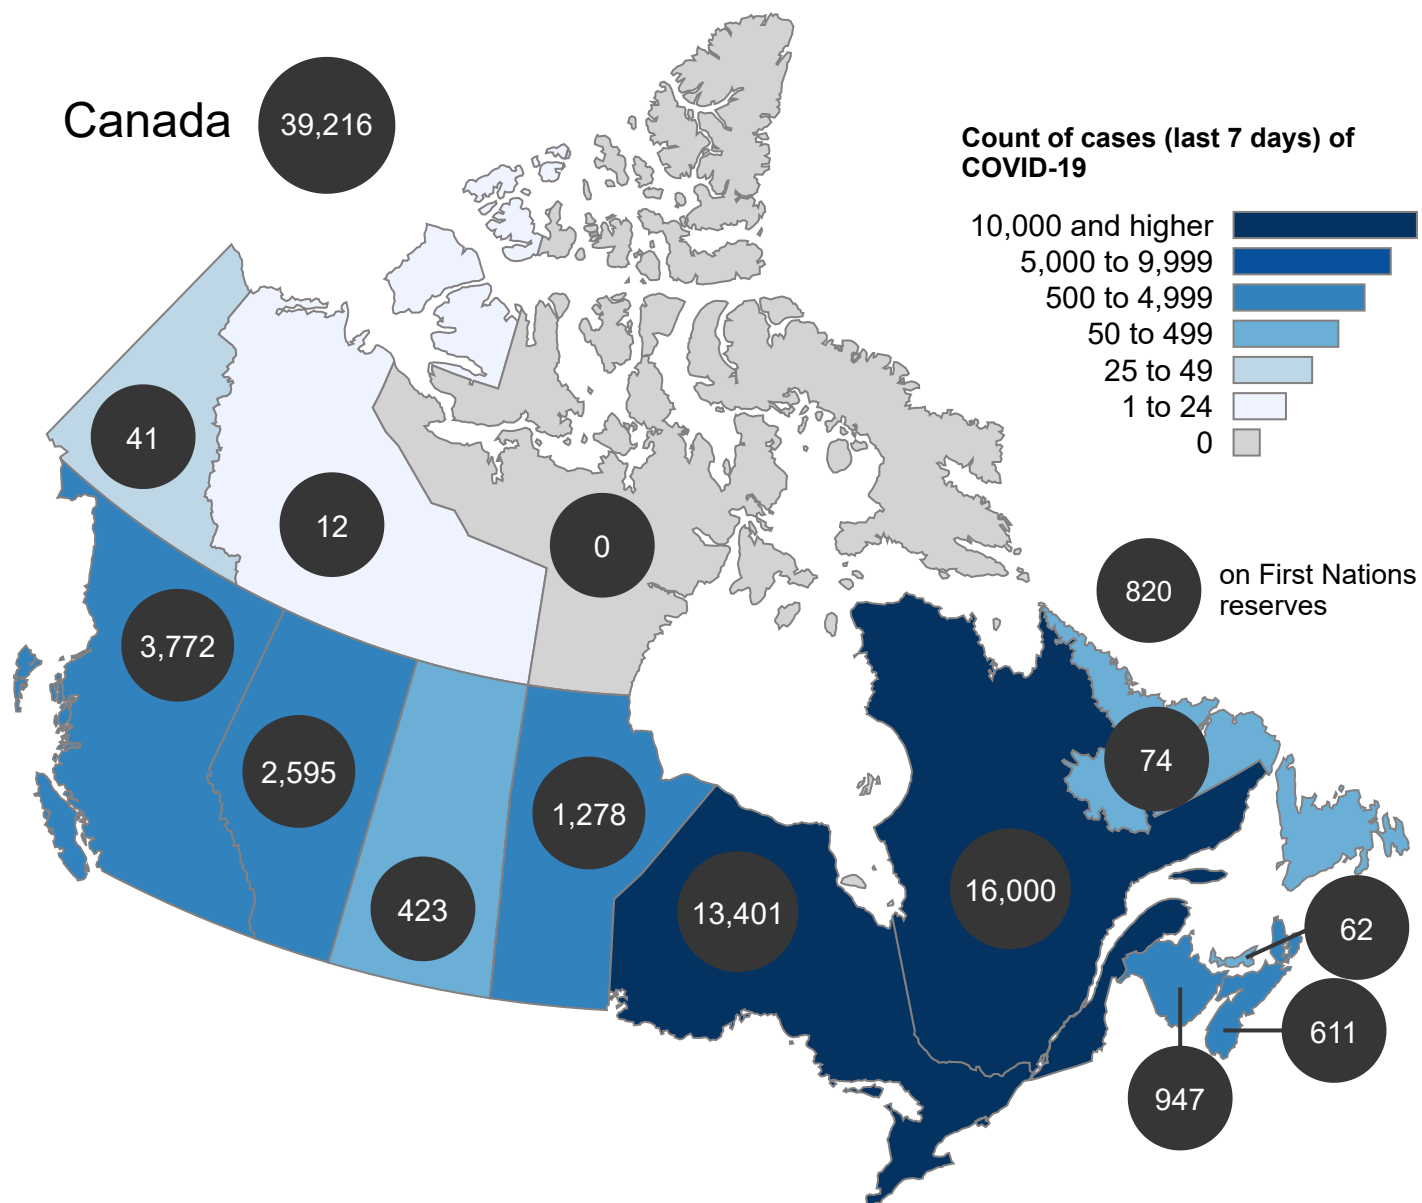 Canada
39,216
Count of cases (last 7 days) of
COVID-19
10,000 and higher
5,000 to 9,999
500 to 4,999
50 to 499
25 to 49
1 to 24
0
41
12
0
820
on First Nations
reserves
3,772
2,595
423
1,278
13,401
16,000
74
62
611
947